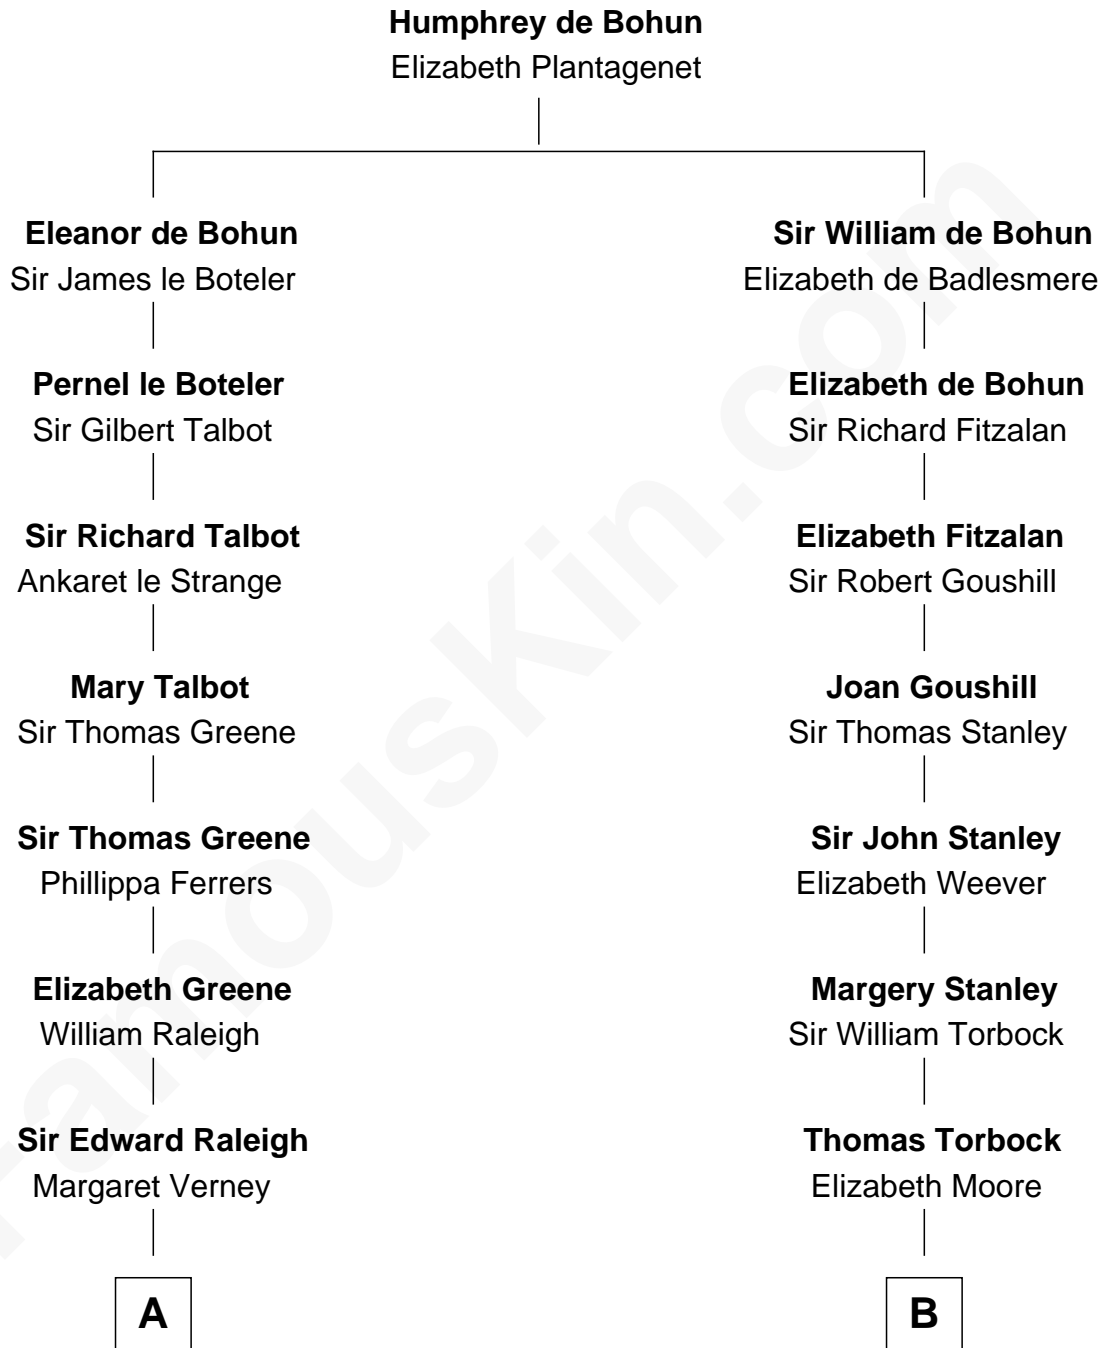 Humphrey de Bohun
Elizabeth Plantagenet
Eleanor de Bohun
Sir James le Boteler
Sir William de Bohun
Elizabeth de Badlesmere
Pernel le Boteler
Sir Gilbert Talbot
Elizabeth de Bohun
Sir Richard Fitzalan
Sir Richard Talbot
Ankaret le Strange
Elizabeth Fitzalan
Sir Robert Goushill
Mary Talbot
Sir Thomas Greene
Joan Goushill
Sir Thomas Stanley
Sir Thomas Greene
Phillippa Ferrers
Sir John Stanley
Elizabeth Weever
Elizabeth Greene
William Raleigh
Margery Stanley
Sir William Torbock
Sir Edward Raleigh
Margaret Verney
Thomas Torbock
Elizabeth Moore
A
B
FamousKin.com